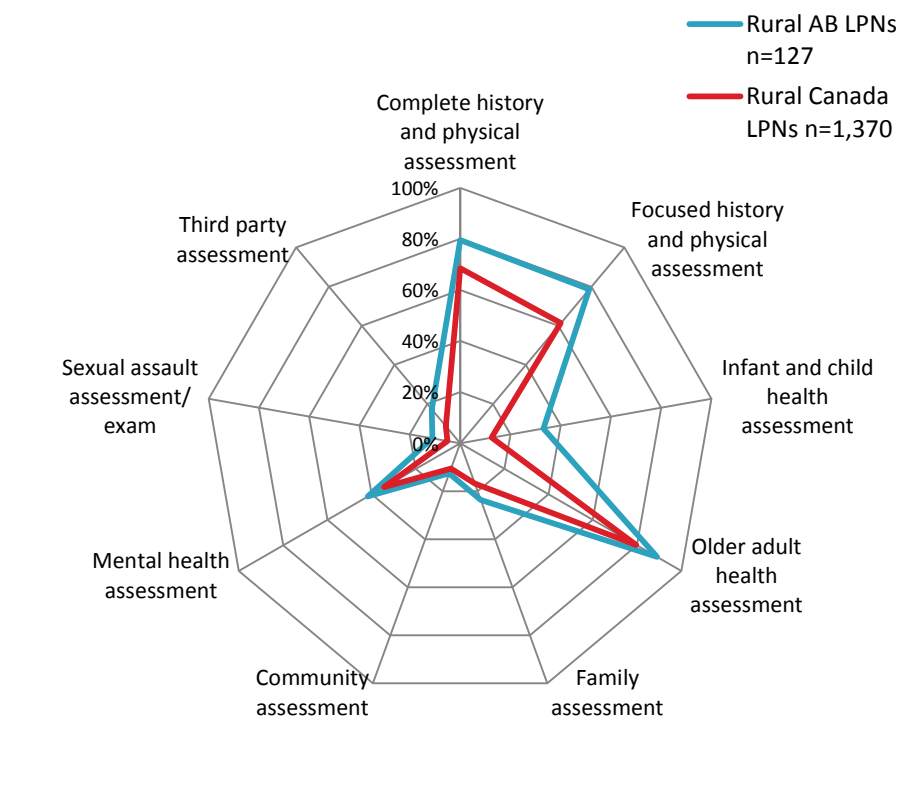 Rural AB LPNs
n=127
Rural Canada
LPNs n=1,370
Complete history
and physical
assessment
100%
80%
60%
40%
20%
0%
Focused history
and physical
assessment
Infant and child
health
assessment
Older adult
health
assessment
Family
assessment
Community
assessment
Mental health
assessment
Sexual assault
assessment/
exam
Third party
assessment